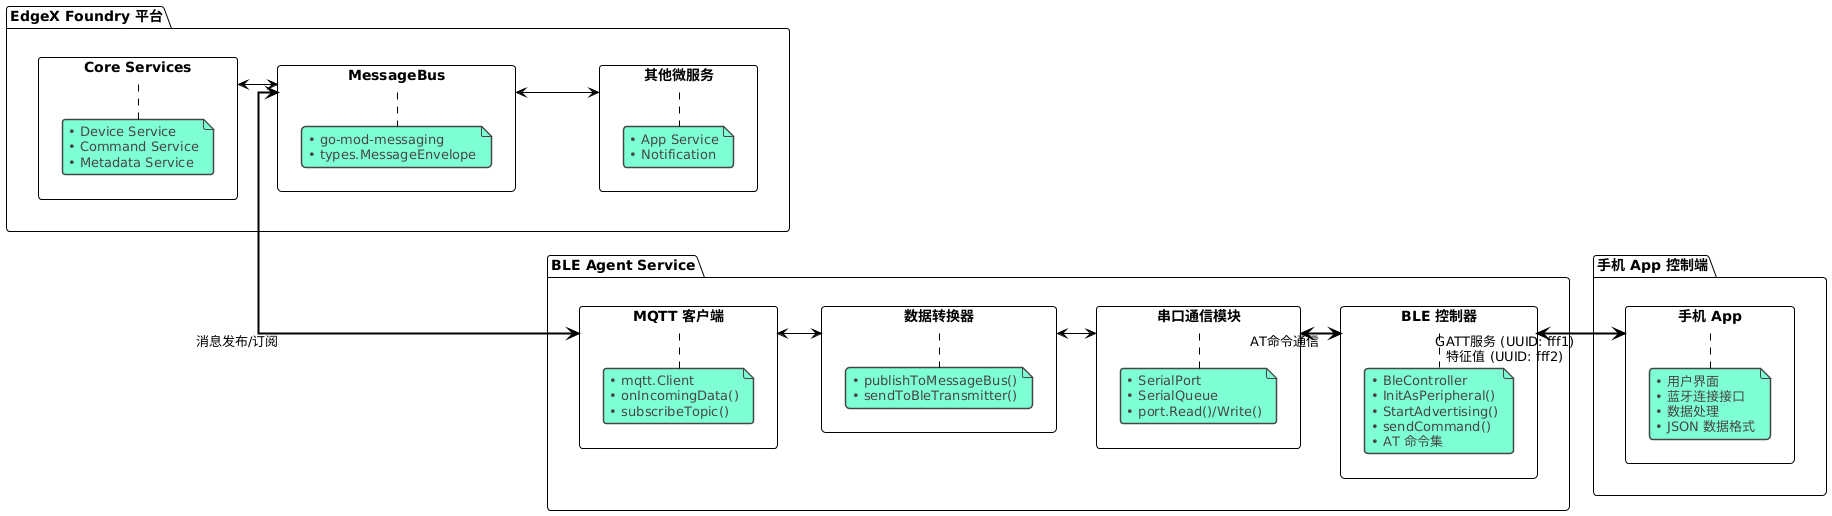 EdgeX Foundry 平台
Core Services
• Device Service
• Command Service
• Metadata Service
MessageBus
• go-mod-messaging
• types.MessageEnvelope
其他微服务
• App Service
• Notification
消息发布/订阅
BLE Agent Service
MQTT 客户端
• mqtt.Client
• onIncomingData()
• subscribeTopic()
数据转换器
• publishToMessageBus()
• sendToBleTransmitter()
串口通信模块
• SerialPort
• SerialQueue
• port.Read()/Write()
AT命令通信
BLE 控制器
• BleController
• InitAsPeripheral()
• StartAdvertising()
• sendCommand()
• AT 命令集
GATT服务 (UUID: fff1)
特征值 (UUID: fff2)
手机 App 控制端
手机 App
• 用户界面
• 蓝牙连接接口
• 数据处理
• JSON 数据格式